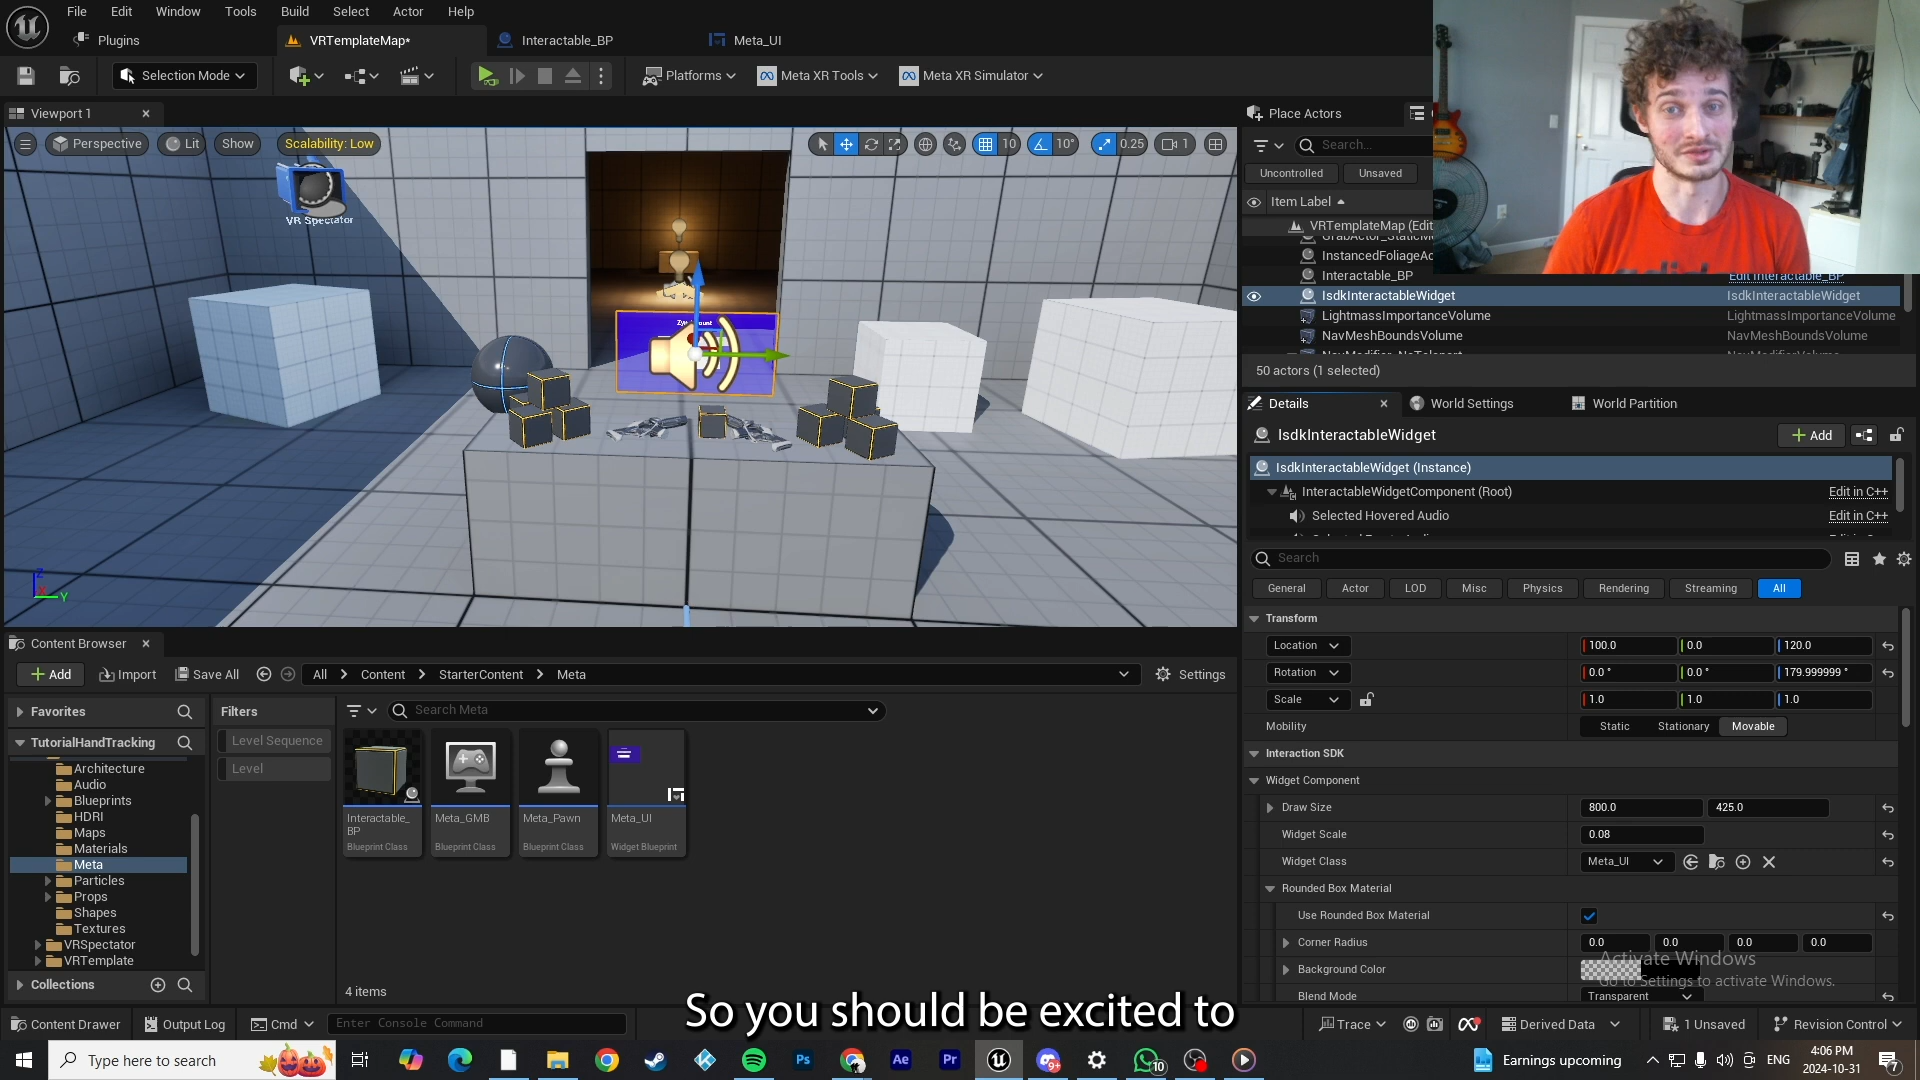 File Edit Window Tools Build Select Actor Help
Plugins VRTemplateMap* Interactable_BP Meta_UI
Selection Mode Platforms Meta XR Tools Meta XR Simulator
Viewport 1 Place Actors
Perspective Lit Show Scalability: Low 10 10° 0.25 1 Search...
Uncontrolled Unsaved
Item Label
VR Spectator
VRTemplateMap (Edit
InstancedFoliageAc
Interactable_BP Edit Interactable_BP
IsdkInteractableWidget IsdkInteractableWidget
LightmassImportanceVolume LightmassImportanceVolume
NavMeshBoundsVolume NavMeshBoundsVolume
50 actors (1 selected)
Details World Settings World Partition
IsdkInteractableWidget Add
IsdkInteractableWidget (Instance)
InteractableWidgetComponent (Root) Edit in C++
Selected Hovered Audio Edit in C++
Search
General Actor LOD Misc Physics Rendering Streaming All
Transform
Location 100.0 0.0 120.0
Rotation 0.0 ° 0.0 ° 179.999999 °
Scale 1.0 1.0 1.0
Mobility Static Stationary Movable
Interaction SDK
Widget Component
Draw Size 800.0 425.0
Widget Scale 0.08
Widget Class Meta_UI
Rounded Box Material
Use Rounded Box Material
Corner Radius 0.0 0.0 0.0 0.0
Background Color
Blend Mode Transparent
Activate Windows
Go to Settings to activate Windows.
Z
Y
Content Browser
Add Import Save All All Content StarterContent Meta Settings
Favorites Filters Search Meta
TutorialHandTracking Level Sequence
Level
Architecture
Audio
Blueprints
HDRI
Maps
Materials
Meta
Particles
Props
Shapes
Textures
VRSpectator
VRTemplate
Collections
Interactable_
BP
Blueprint Class
Meta_GMB
Blueprint Class
Meta_Pawn
Blueprint Class
Meta_UI
Widget Blueprint
4 items
So you should be excited to
Content Drawer Output Log Cmd Enter Console Command Trace Derived Data 1 Unsaved Revision Control
Type here to search Ps Ae Pr 9+ 10 Earnings upcoming ENG 4:06 PM
2024-10-31 7